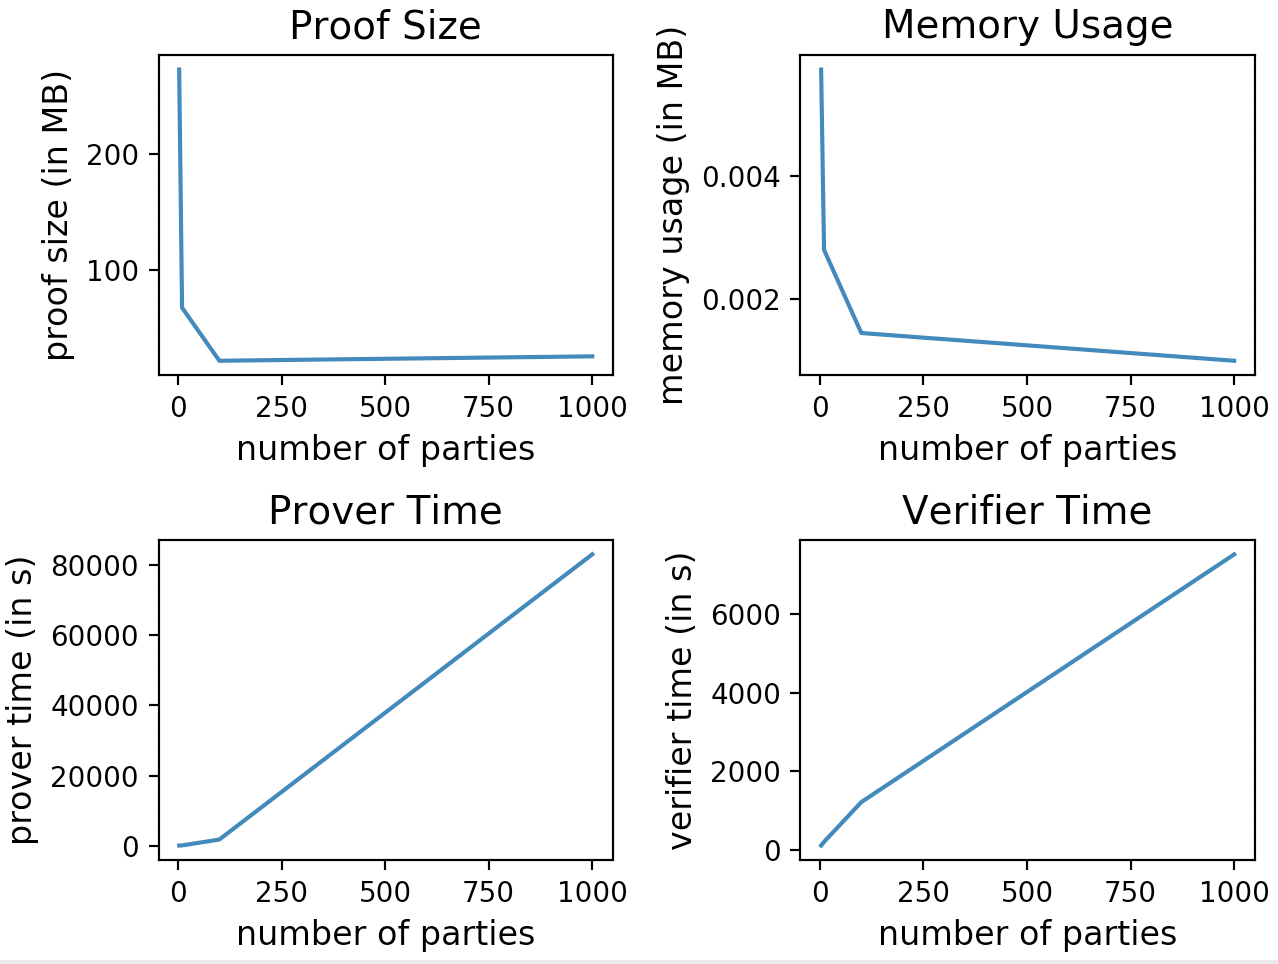 Proof Size
proof size (in MB)
200
100
0 250 500 750 1000
number of parties
Memory Usage
memory usage (in MB)
0.004
0.002
0 250 500 750 1000
number of parties
Prover Time
prover time (in s)
80000
60000
40000
20000
0
0 250 500 750 1000
number of parties
Verifier Time
verifier time (in s)
6000
4000
2000
0
0 250 500 750 1000
number of parties